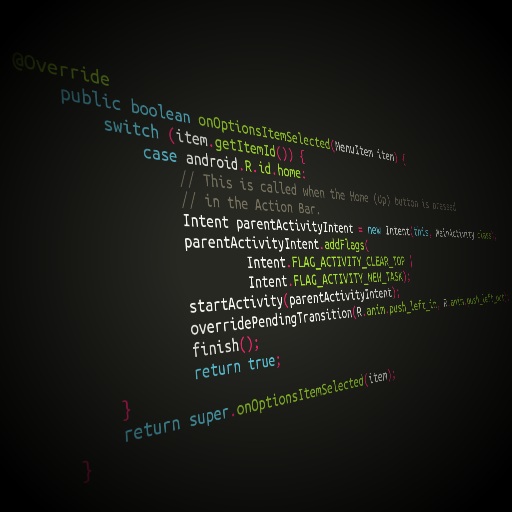 @Override
public boolean onOptionsItemSelected(MenuItem item) {
switch (item.getItemId()) {
case android.R.id.home:
// This is called when the Home (Up) button is pressed
// in the Action Bar.
Intent parentActivityIntent = new Intent(this, MainActivity.class);
parentActivityIntent.addFlags(
Intent.FLAG_ACTIVITY_CLEAR_TOP |
Intent.FLAG_ACTIVITY_NEW_TASK);
startActivity(parentActivityIntent);
overridePendingTransition(R.anim.push_left_in, R.anim.push_left_out);
finish();
return true;
}
return super.onOptionsItemSelected(item);
}